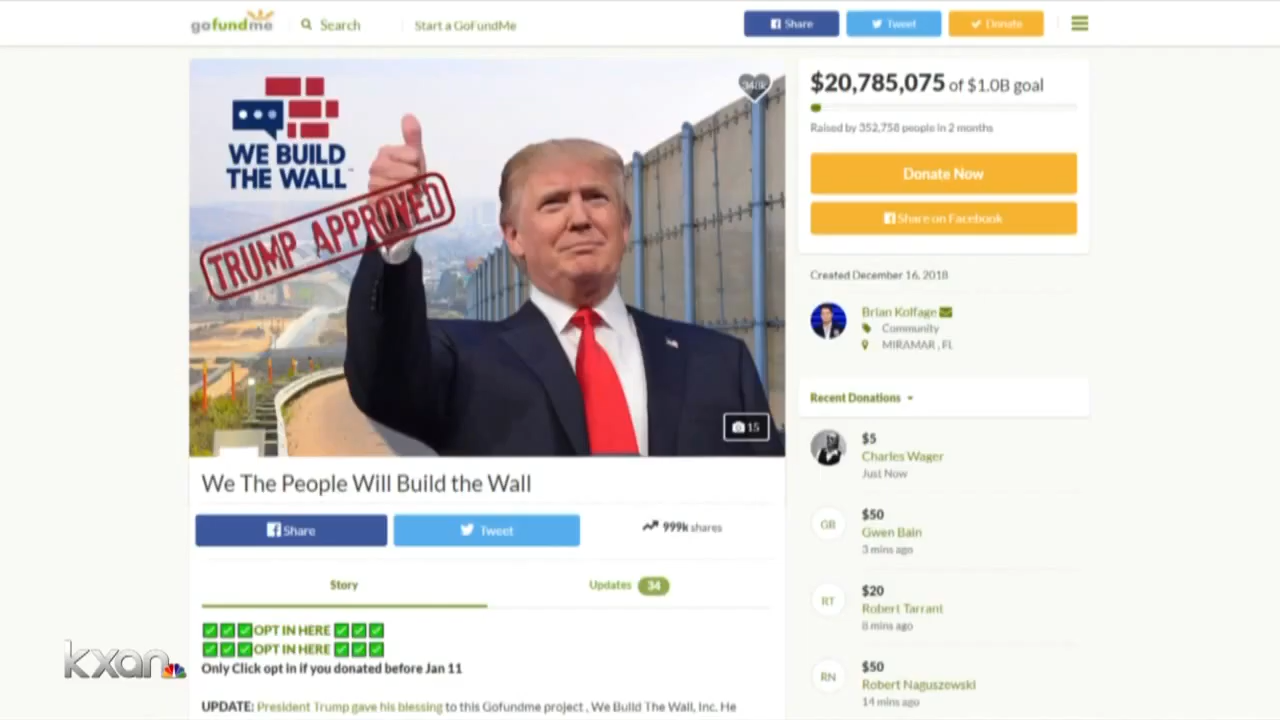 gofundme
Search
Start a GoFundMe
Share
Tweet
Donate
WE BUILD
THE WALL
TRUMP APPROVED
340k
15
$20,785,075 of $1.0B goal
Raised by 352,758 people in 2 months
Donate Now
Share on Facebook
Created December 16, 2018
Brian Kolfage
Community
MIRAMAR, FL
We The People Will Build the Wall
Share
Tweet
999k shares
Story
Updates 34
OPT IN HERE
OPT IN HERE
Only Click opt in if you donated before Jan 11
UPDATE: President Trump gave his blessing to this Gofundme project , We Build The Wall, Inc. He
Recent Donations
$5
Charles Wager
Just Now
GR
$50
Gwen Bain
3 mins ago
RT
$20
Robert Tarrant
8 mins ago
RN
$50
Robert Naguszewski
14 mins ago
kxan